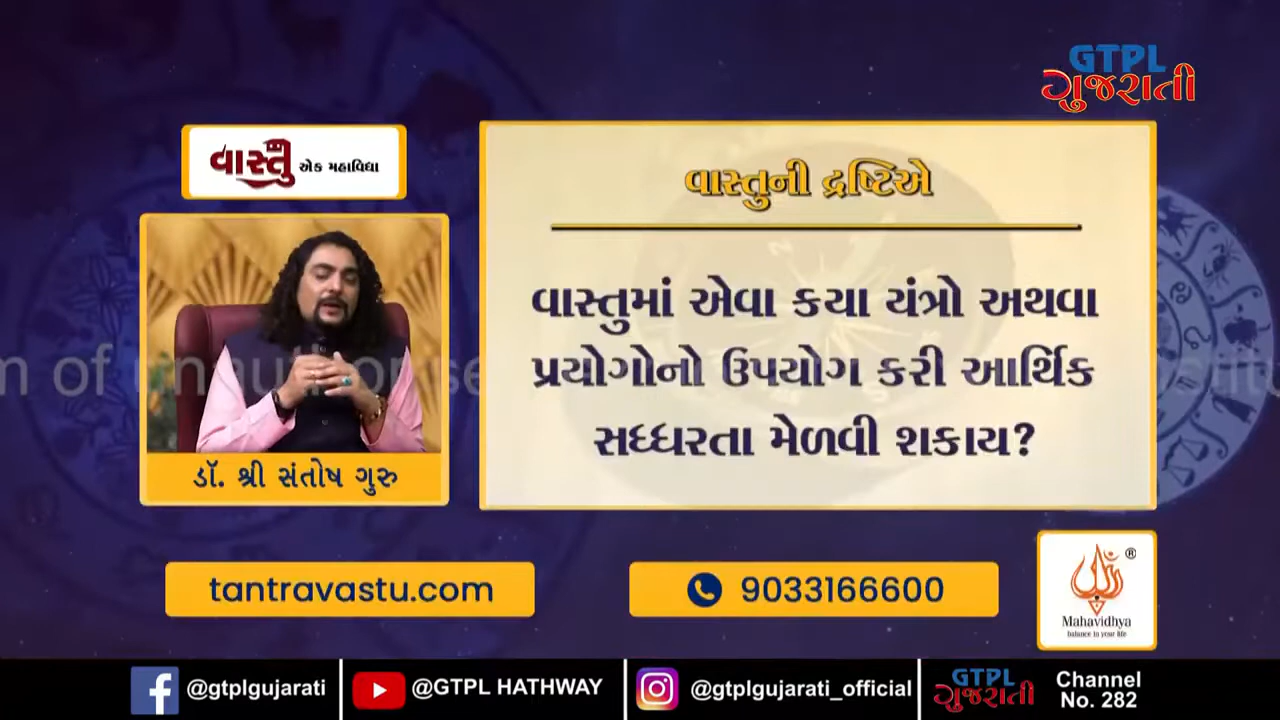 GTPL
ગુજરાતી
વાસ્તુ એક મહાવિદ્યા
વાસ્તુની દ્રષ્ટિએ
વાસ્તુમાં એવા કયા યંત્રો અથવા
પ્રયોગોનો ઉપયોગ કરી આર્થિક
સધ્ધરતા મેળવી શકાય?
ડૉ. શ્રી સંતોષ ગુરુ
tantravastu.com
9033166600
®
Mahavidhya
balance to your life
@gtplgujarati
@GTPL HATHWAY
@gtplgujarati_official
GTPL
ગુજરાતી
Channel
No. 282